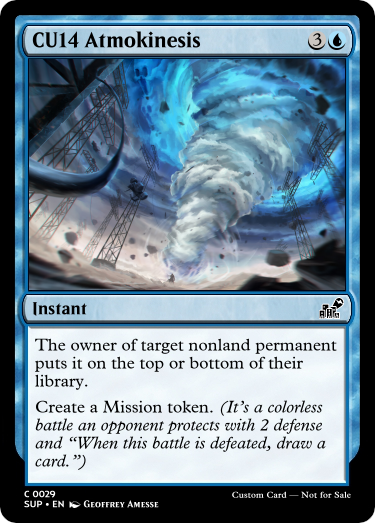 CU14 Atmokinesis
3
Instant
The owner of target nonland permanent
puts it on the top or bottom of their
library.
Create a Mission token. (It's a colorless
battle an opponent protects with 2 defense
and “When this battle is defeated, draw a
card.”)
C 0029
SUP • EN Geoffrey Amesse
Custom Card — Not for Sale